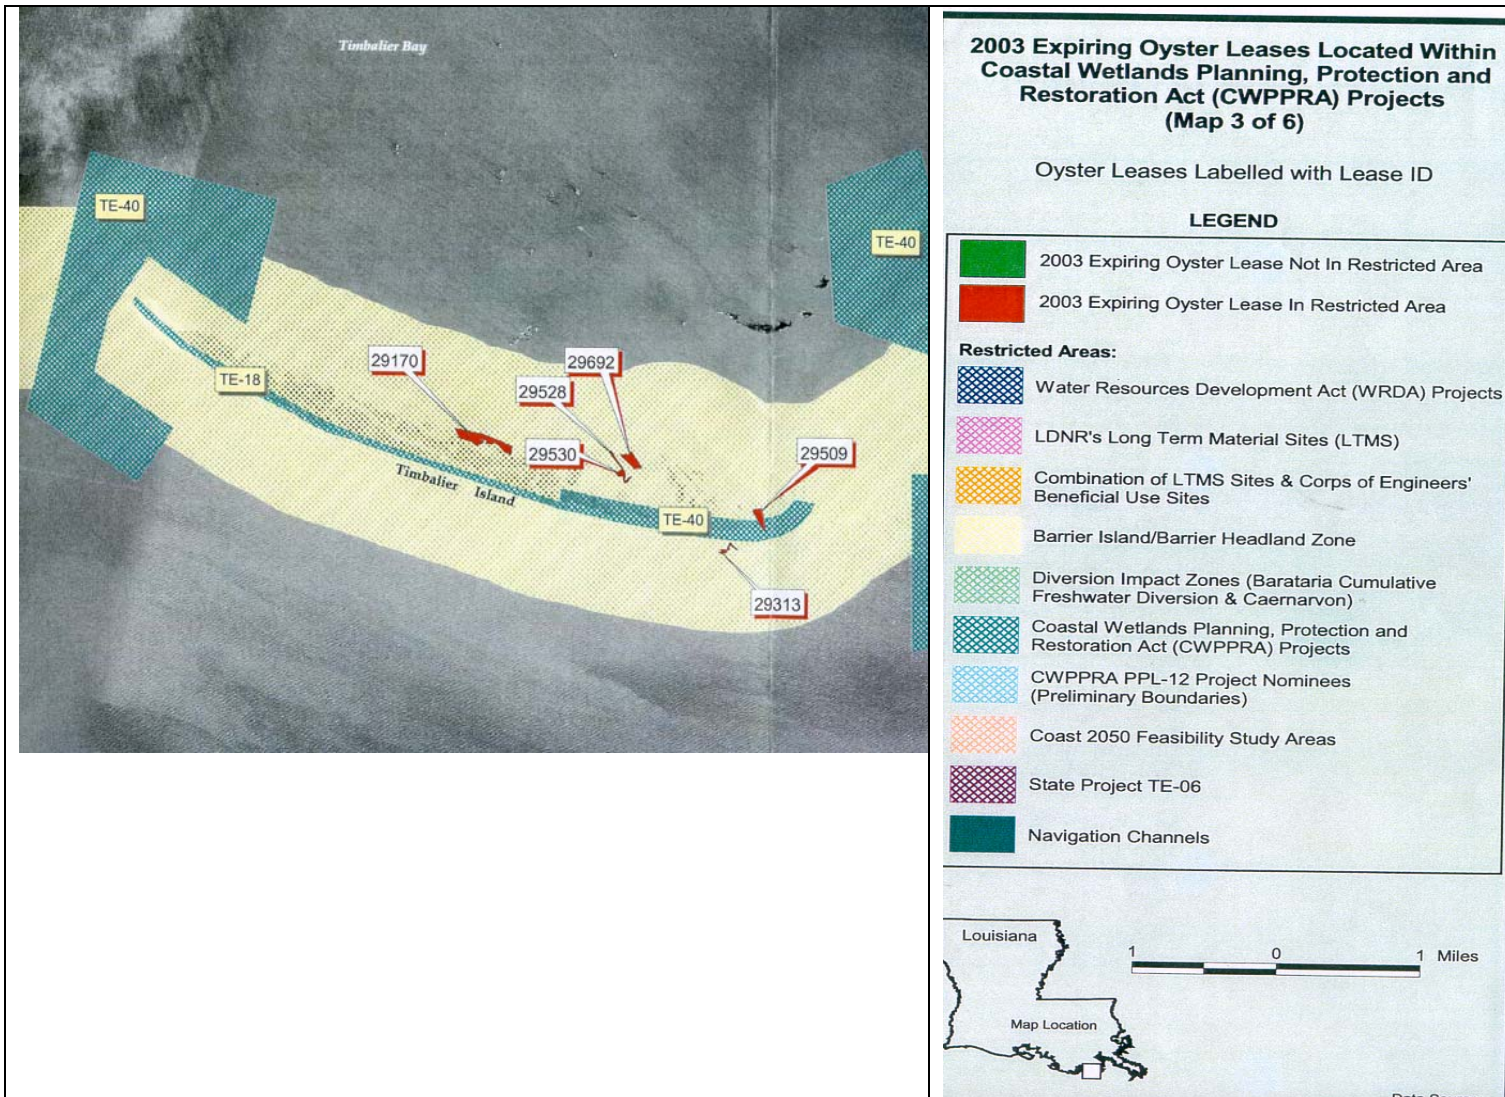 Timbalier Bay
TE-40
TE-40
29692
29170
TE-18
29528
29530
29509
Timbalier Island
TE-40
29313
2003 Expiring Oyster Leases Located Within
Coastal Wetlands Planning, Protection and
Restoration Act (CWPPRA) Projects
(Map 3 of 6)
Oyster Leases Labelled with Lease ID
LEGEND
2003 Expiring Oyster Lease Not In Restricted Area
2003 Expiring Oyster Lease In Restricted Area
Restricted Areas:
Water Resources Development Act (WRDA) Projects
LDNR's Long Term Material Sites (LTMS)
Combination of LTMS Sites & Corps of Engineers'
Beneficial Use Sites
Barrier Island/Barrier Headland Zone
Diversion Impact Zones (Barataria Cumulative
Freshwater Diversion & Caernarvon)
Coastal Wetlands Planning, Protection and
Restoration Act (CWPPRA) Projects
CWPPRA PPL-12 Project Nominees
(Preliminary Boundaries)
Coast 2050 Feasibility Study Areas
State Project TE-06
Navigation Channels
Louisiana
1 0 1 Miles
Map Location